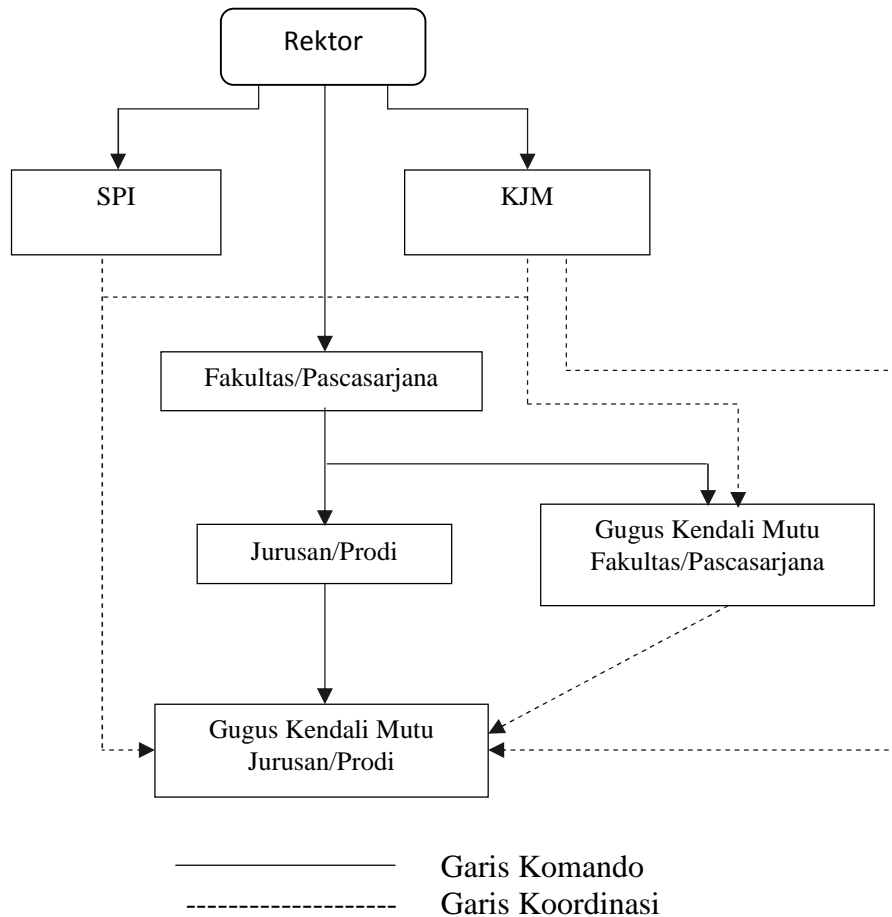 Rektor
SPI
KJM
Fakultas/Pascasarjana
Jurusan/Prodi
Gugus Kendali Mutu
Fakultas/Pascasarjana
Gugus Kendali Mutu
Jurusan/Prodi
Garis Komando
Garis Koordinasi